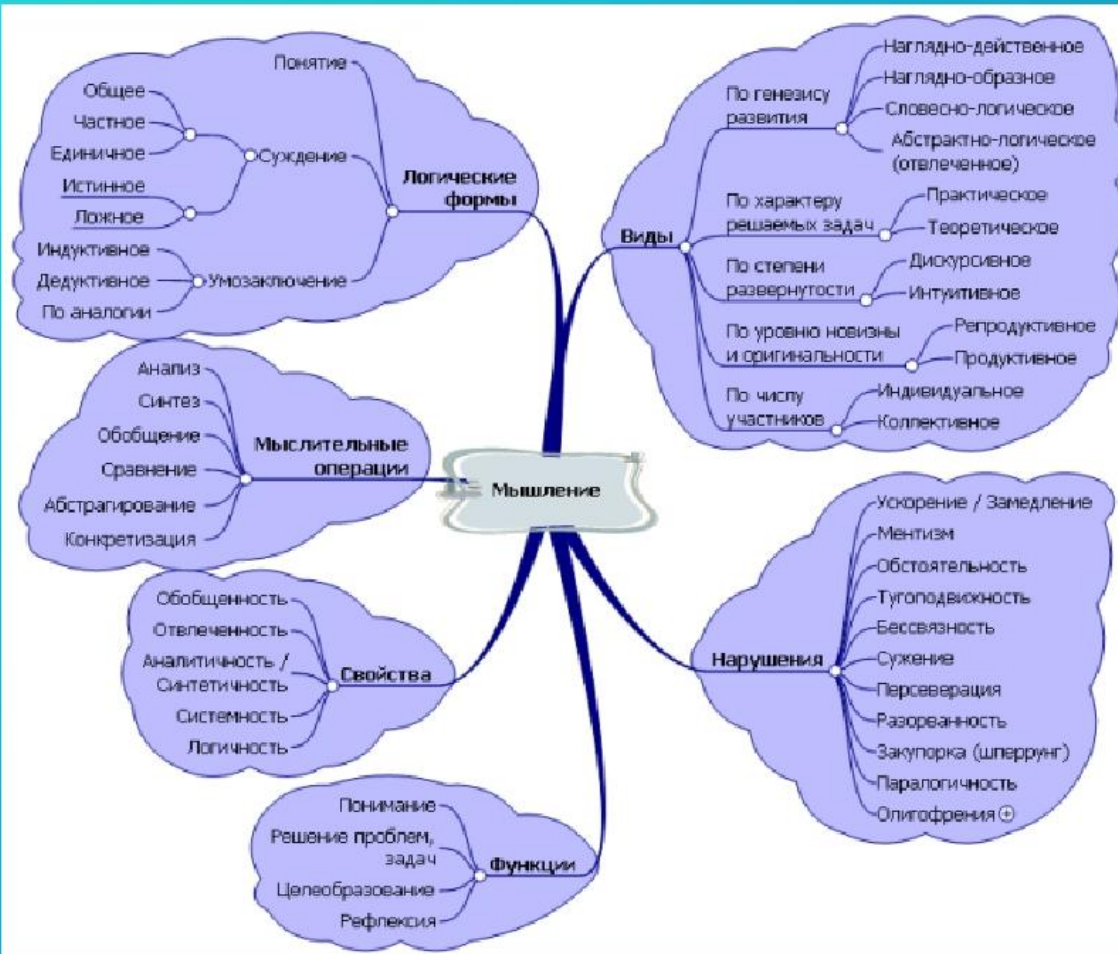 Понятие
Общее
Частное
Единичное
Суждение
Истинное
Ложное
Логические
формы
Индуктивное
Дедуктивное
Умозаключение
По аналогии
Наглядно-действенное
Наглядно-образное
По генезису
развития
Словесно-логическое
Абстрактно-логическое
(отвлеченное)
По характеру
решаемых задач
Практическое
Теоретическое
Виды
По степени
развернутости
Дискурсивное
Интуитивное
По уровню новизны
и оригинальности
Репродуктивное
Продуктивное
По числу
участников
Индивидуальное
Коллективное
Анализ
Синтез
Обобщение
Мыслительные
операции
Сравнение
Абстрагирование
Конкретизация
Мышление
Обобщенность
Отвлеченность
Аналитичность /
Синтетичность
Свойства
Системность
Логичность
Ускорение / Замедление
Ментизм
Обстоятельность
Тугоподвижность
Бессвязность
Нарушения
Сужение
Персеверация
Разорванность
Закупорка (шперрунг)
Паралогичность
Олигофрения
Понимание
Решение проблем,
задач
Функции
Целеобразование
Рефлексия